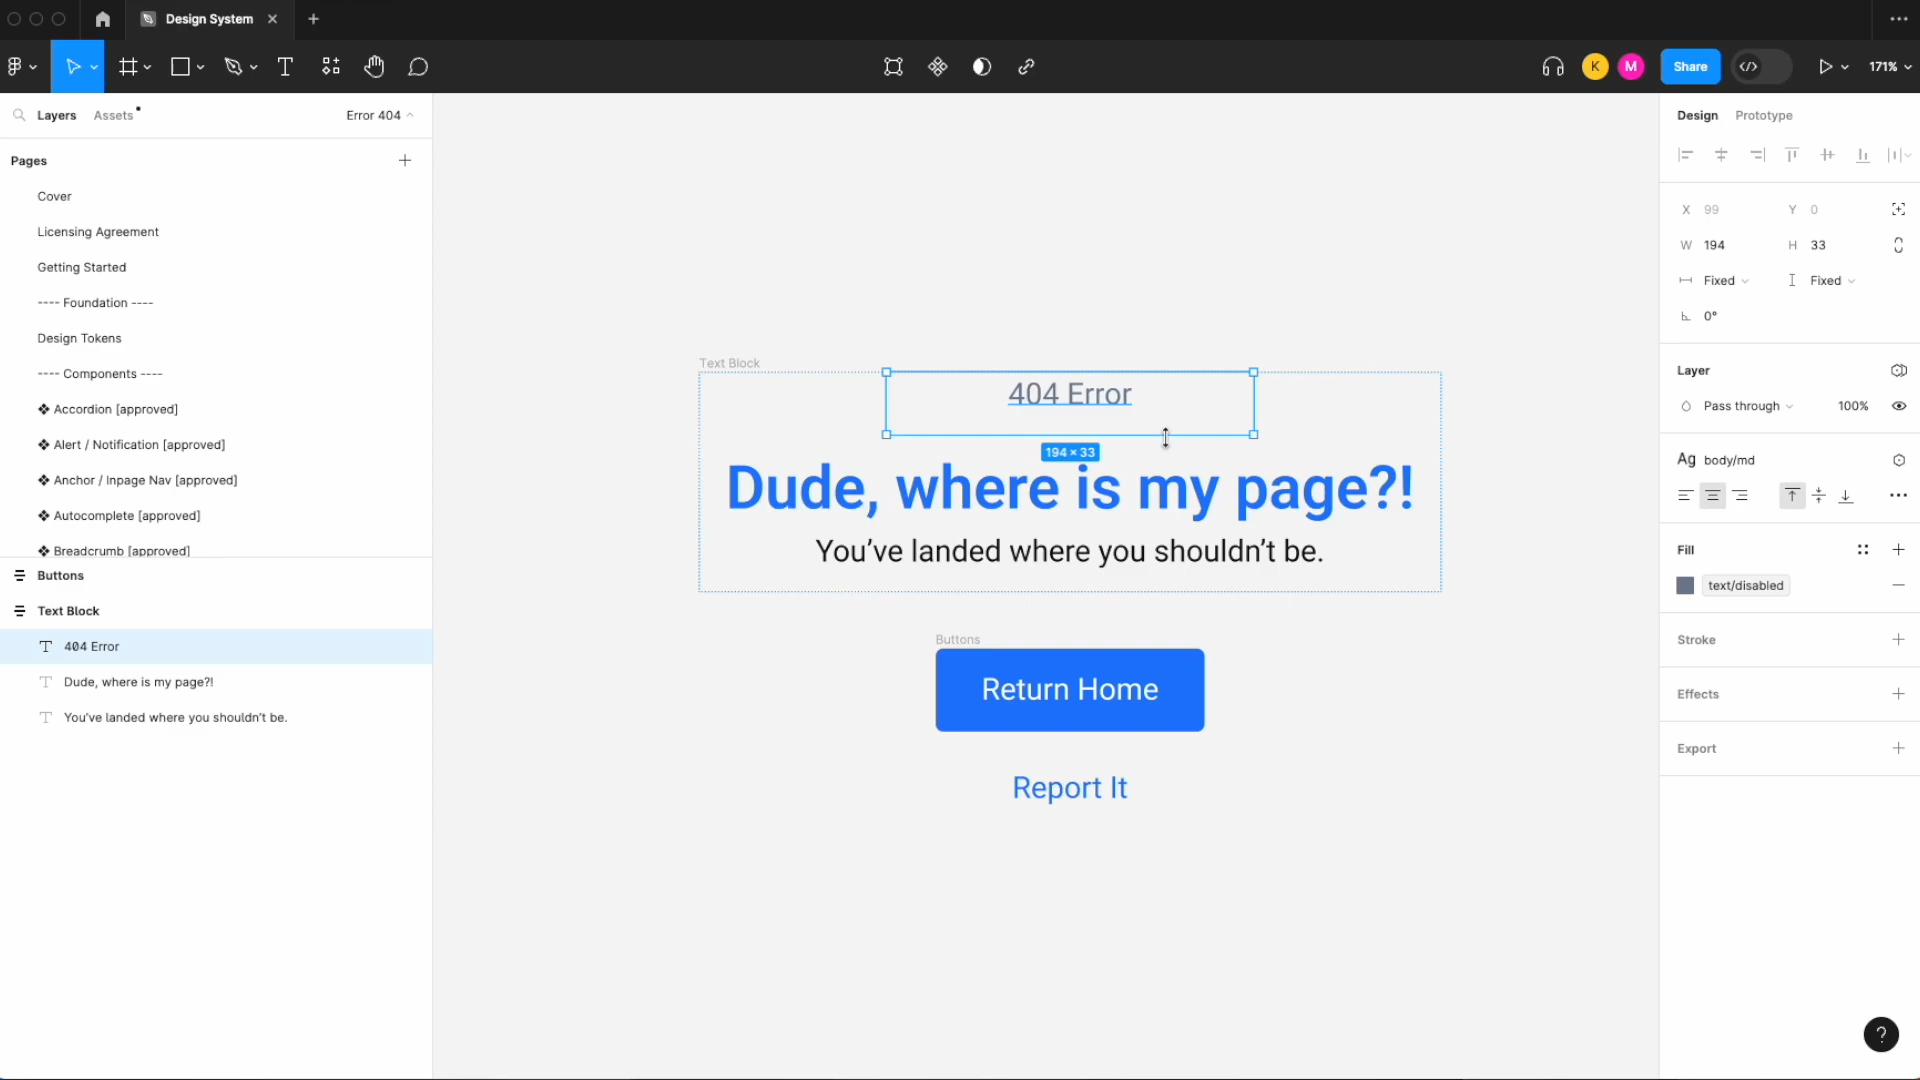 Design System
171%
Share
K
M
Layers
Assets
Error 404
Pages
Cover
Licensing Agreement
Getting Started
---- Foundation ----
Design Tokens
---- Components ----
Accordion [approved]
Alert / Notification [approved]
Anchor / Inpage Nav [approved]
Autocomplete [approved]
Breadcrumb [approved]
Buttons
Text Block
404 Error
Dude, where is my page?!
You've landed where you shouldn't be.
Text Block
404 Error
194 × 33
Dude, where is my page?!
You’ve landed where you shouldn’t be.
Buttons
Return Home
Report It
Design
Prototype
X 99
Y 0
W 194
H 33
Fixed
Fixed
0°
Layer
Pass through
100%
Ag body/md
Fill
text/disabled
Stroke
Effects
Export
?